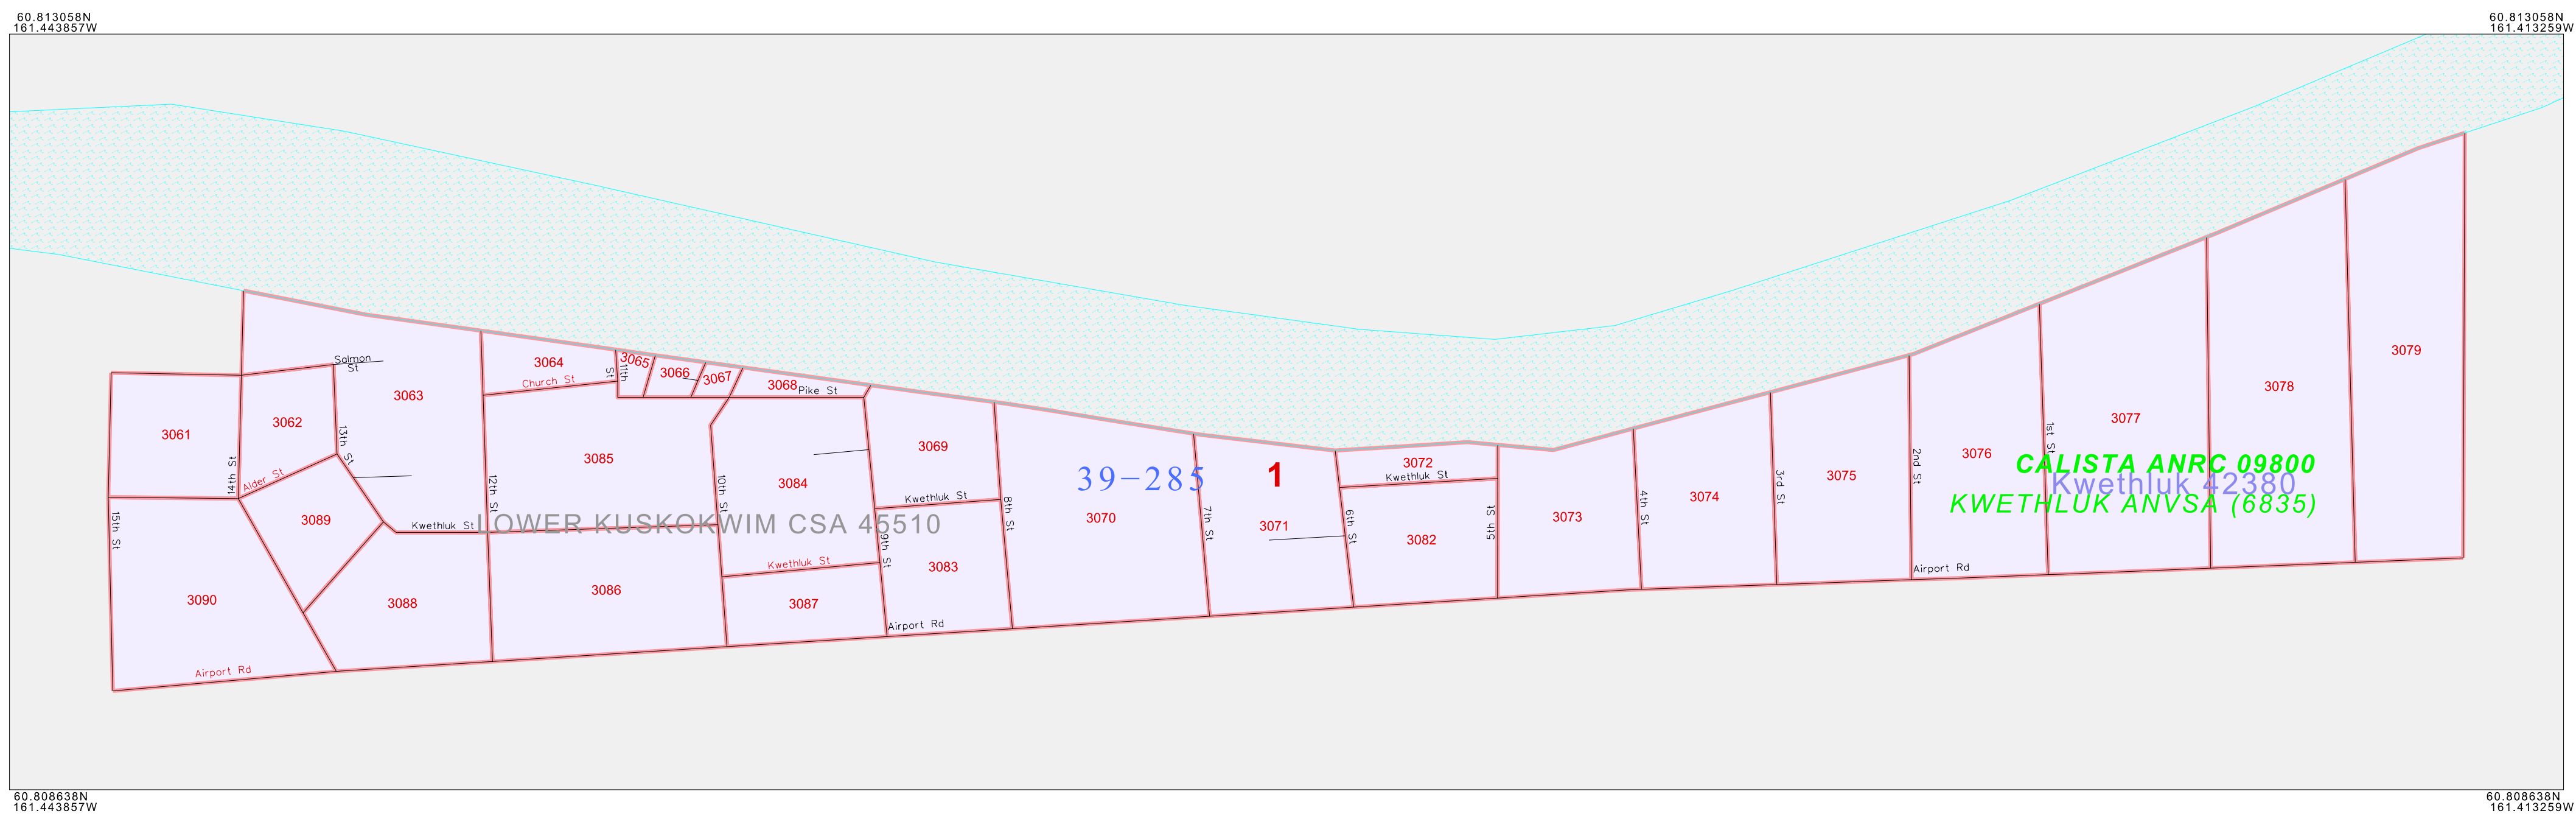 60.813058N
161.443857W
60.813058N
161.413259W
Salmon
St
3064
Church St
11th
St
3065
3066
3067
3068
Pike St
3061
3062
3063
13th
St
14th St
Alder St
3089
15th St
3090
Airport Rd
3088
Kwethluk St
12th St
3085
3086
LOWER KUSKOKWIM CSA 45510
10th St
3084
Kwethluk St
3087
3069
Kwethluk St
9th St
3083
Airport Rd
8th St
39-285
3070
7th St
1
3071
6th St
3072
Kwethluk St
3082
5th St
3073
4th St
3074
3rd St
3075
2nd St
3076
Airport Rd
1st St
3077
3078
3079
CALISTA ANRC 09800
Kwethluk 42380
KWETHLUK ANVSA (6835)
60.808638N
161.443857W
60.808638N
161.413259W